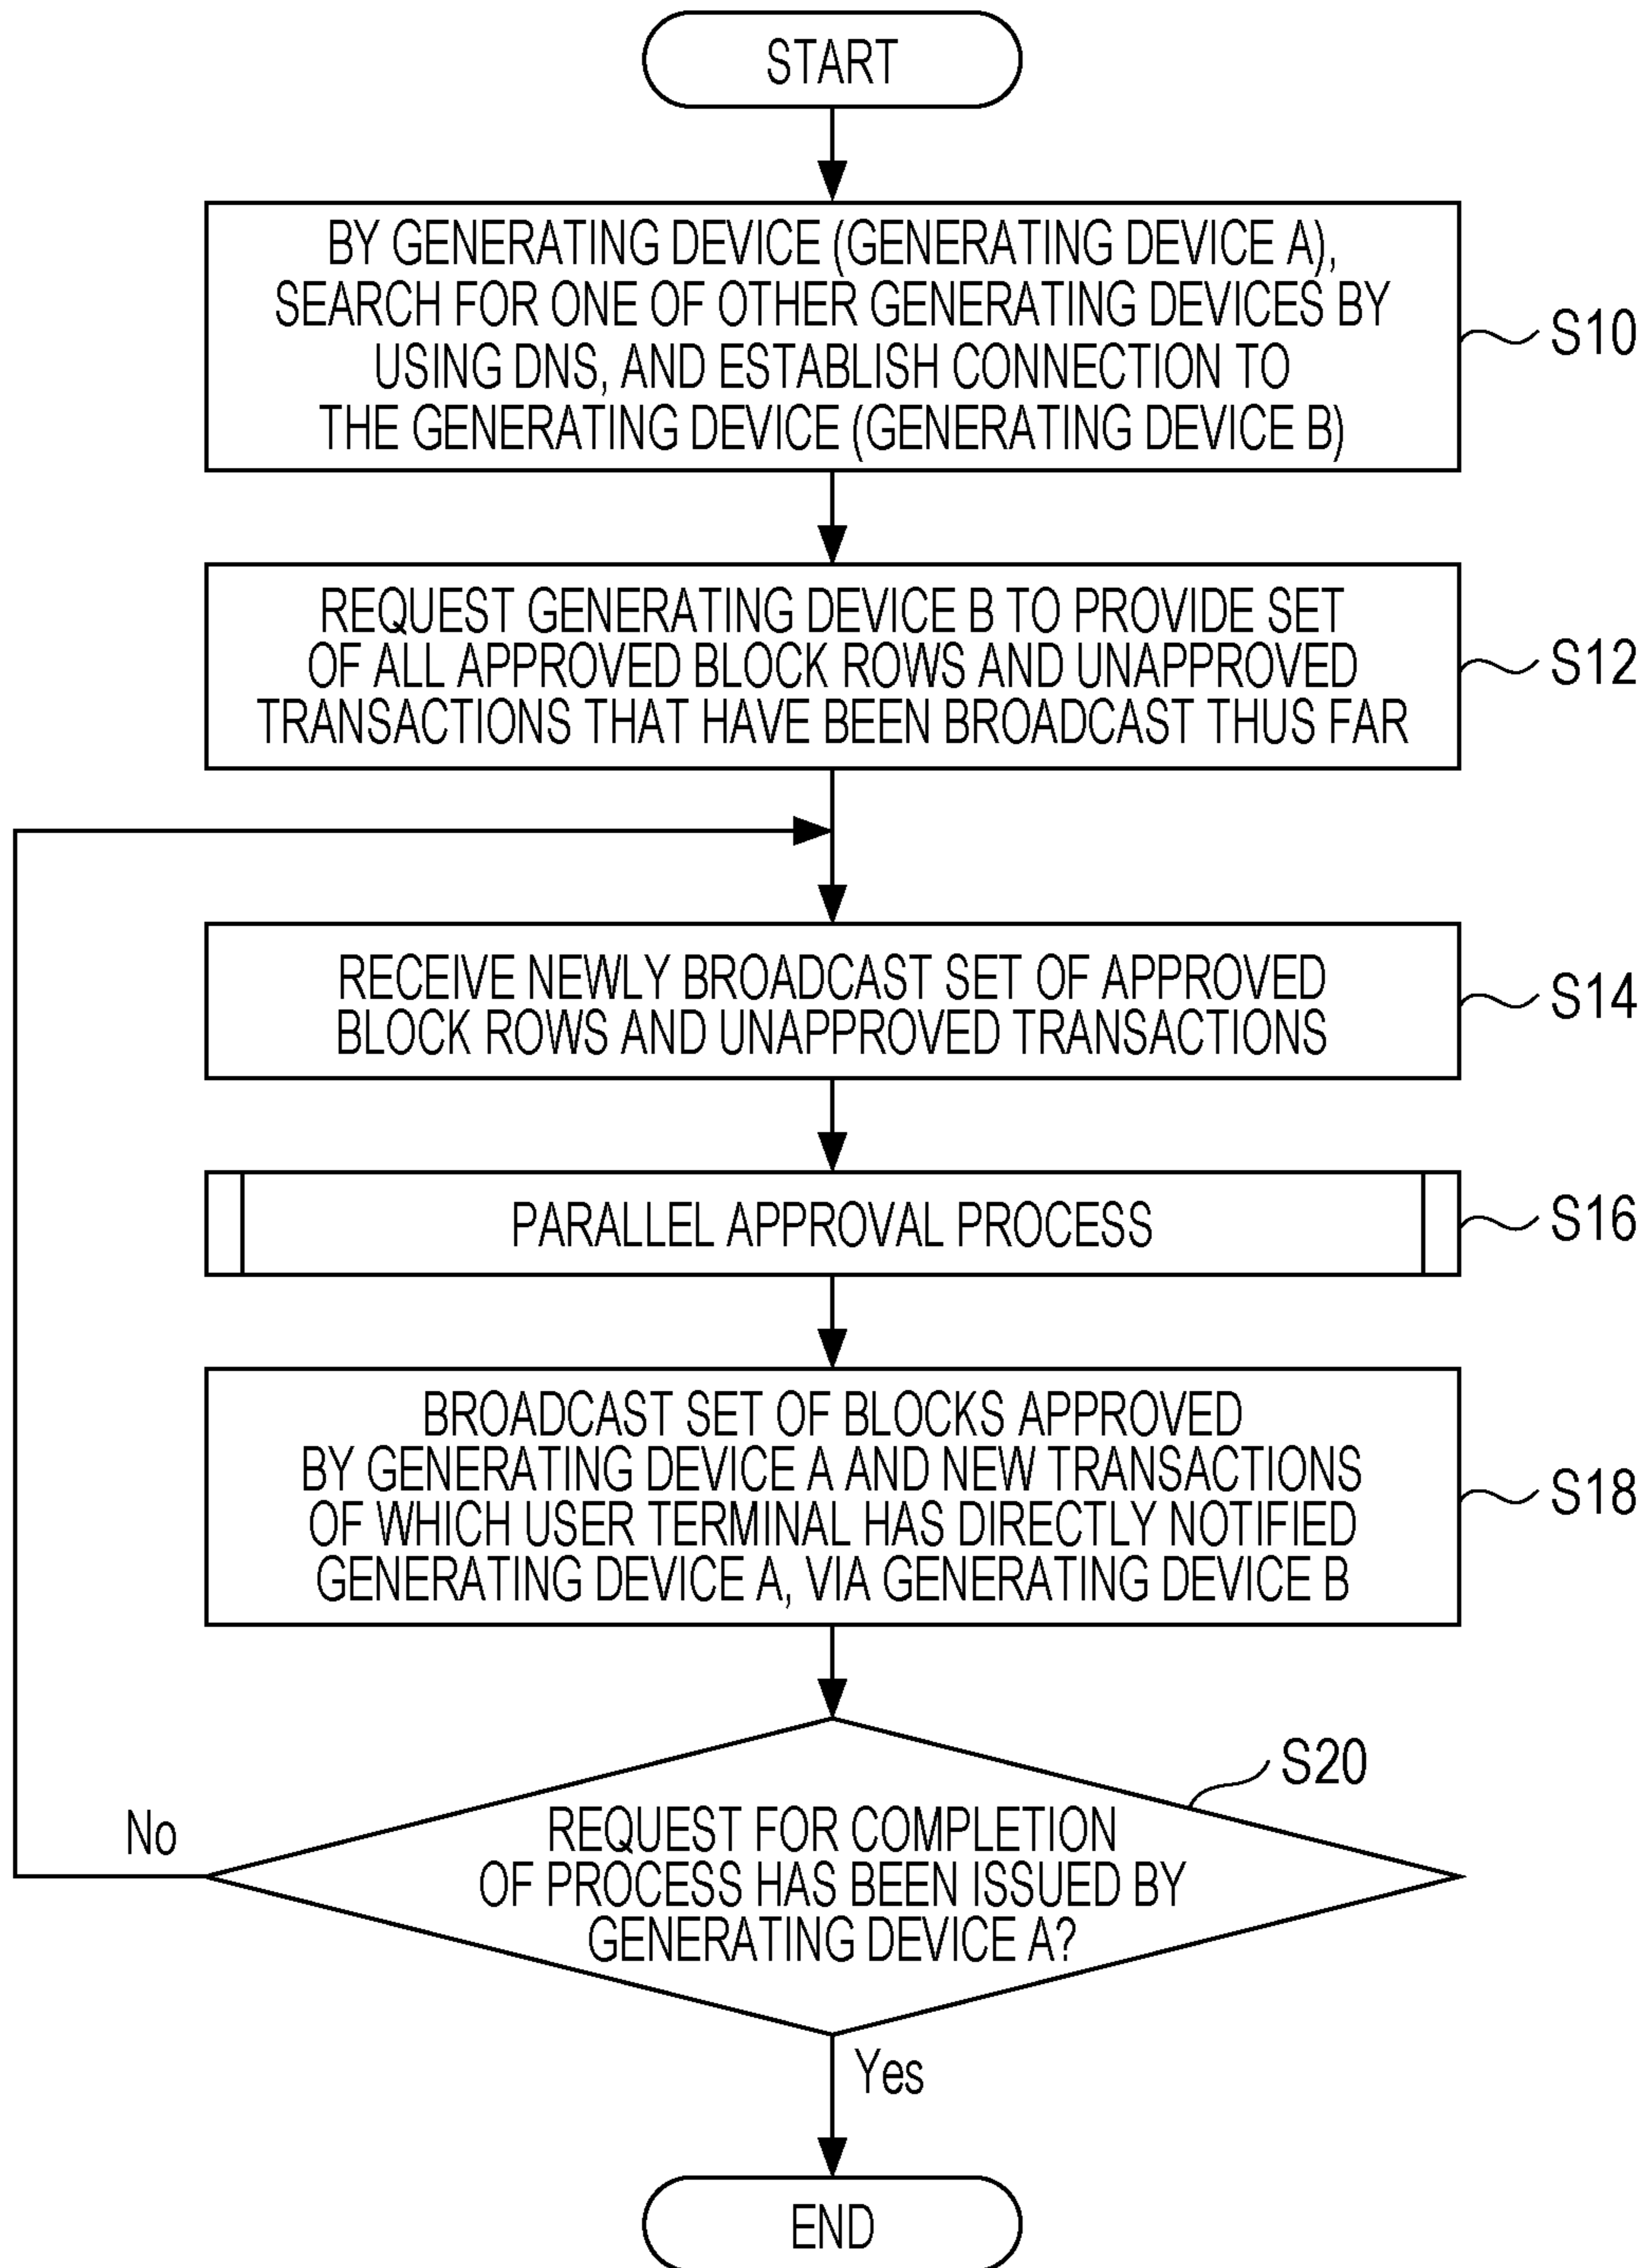 START
BY GENERATING DEVICE (GENERATING DEVICE A),
SEARCH FOR ONE OF OTHER GENERATING DEVICES BY
USING DNS, AND ESTABLISH CONNECTION TO
THE GENERATING DEVICE (GENERATING DEVICE B)
S10
REQUEST GENERATING DEVICE B TO PROVIDE SET
OF ALL APPROVED BLOCK ROWS AND UNAPPROVED
TRANSACTIONS THAT HAVE BEEN BROADCAST THUS FAR
S12
RECEIVE NEWLY BROADCAST SET OF APPROVED
BLOCK ROWS AND UNAPPROVED TRANSACTIONS
S14
PARALLEL APPROVAL PROCESS
S16
BROADCAST SET OF BLOCKS APPROVED
BY GENERATING DEVICE A AND NEW TRANSACTIONS
OF WHICH USER TERMINAL HAS DIRECTLY NOTIFIED
GENERATING DEVICE A, VIA GENERATING DEVICE B
S18
S20
No
REQUEST FOR COMPLETION
OF PROCESS HAS BEEN ISSUED BY
GENERATING DEVICE A?
Yes
END